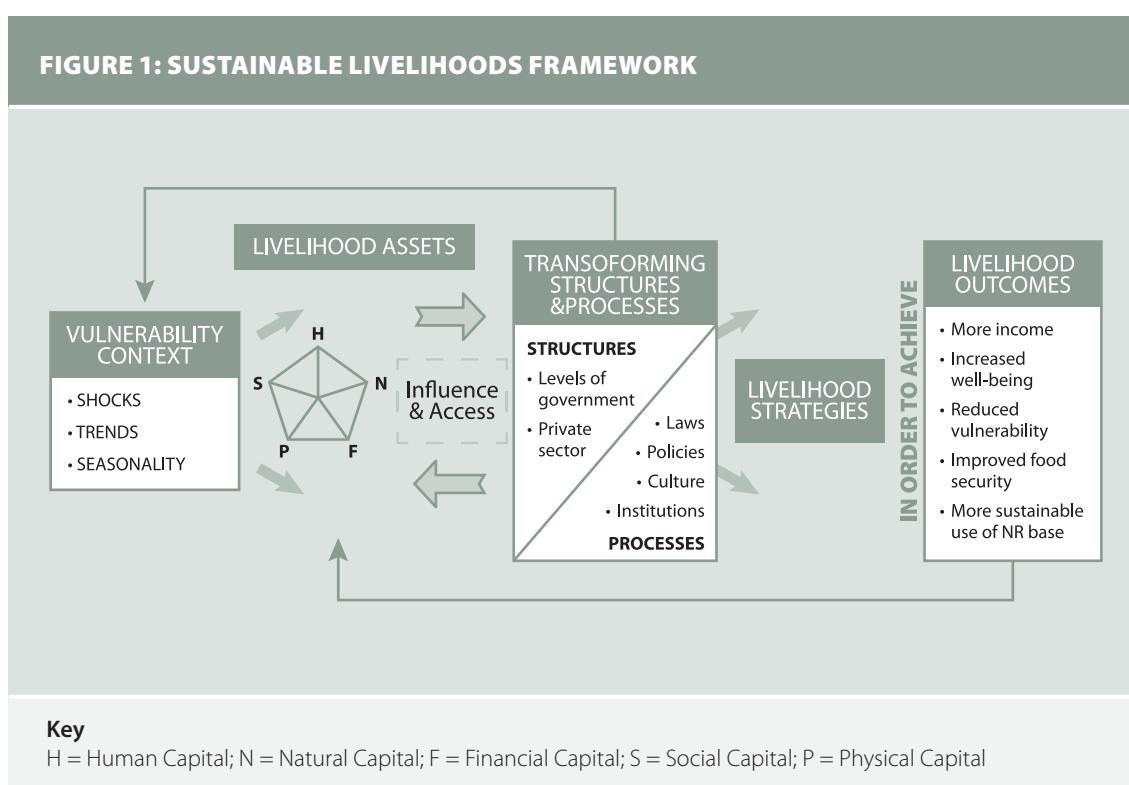 FIGURE 1: SUSTAINABLE LIVELIHOODS FRAMEWORK
LIVELIHOOD ASSETS
VULNERABILITY
CONTEXT
• SHOCKS
• TRENDS
• SEASONALITY
H
S
N
P
F
Influence
& Access
TRANSOFORMING
STRUCTURES
&PROCESSES
STRUCTURES
• Levels of
government
• Private
sector
• Laws
• Policies
• Culture
• Institutions
PROCESSES
LIVELIHOOD
STRATEGIES
IN ORDER TO ACHIEVE
LIVELIHOOD
OUTCOMES
• More income
• Increased
well-being
• Reduced
vulnerability
• Improved food
security
• More sustainable
use of NR base
Key
H = Human Capital; N = Natural Capital; F = Financial Capital; S = Social Capital; P = Physical Capital